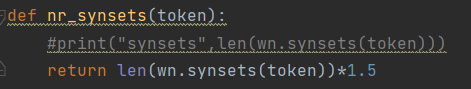 def nr_synsets(token):
    #print("synsets",len(wn.synsets(token)))
    return len(wn.synsets(token))*1.5